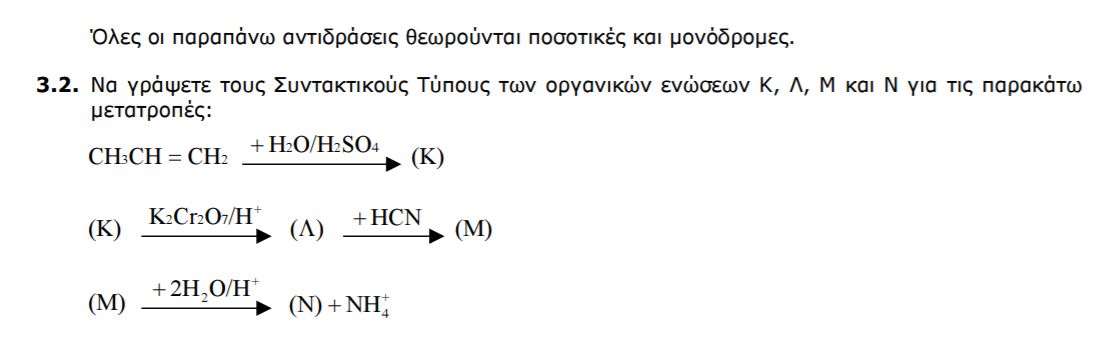 Όλες οι παραπάνω αντιδράσεις θεωρούνται ποσοτικές και μονόδρομες.
3.2. Να γράψετε τους Συντακτικούς Τύπους των οργανικών ενώσεων Κ, Λ, Μ και Ν για τις παρακάτω
μετατροπές:
CH₃CH = CH₂ + H₂O/H₂SO₄ (K)
(K) K₂Cr₂O₇/H⁺ (Λ) + HCN (M)
(M) + 2H₂O/H⁺ (N) + NH₄⁺